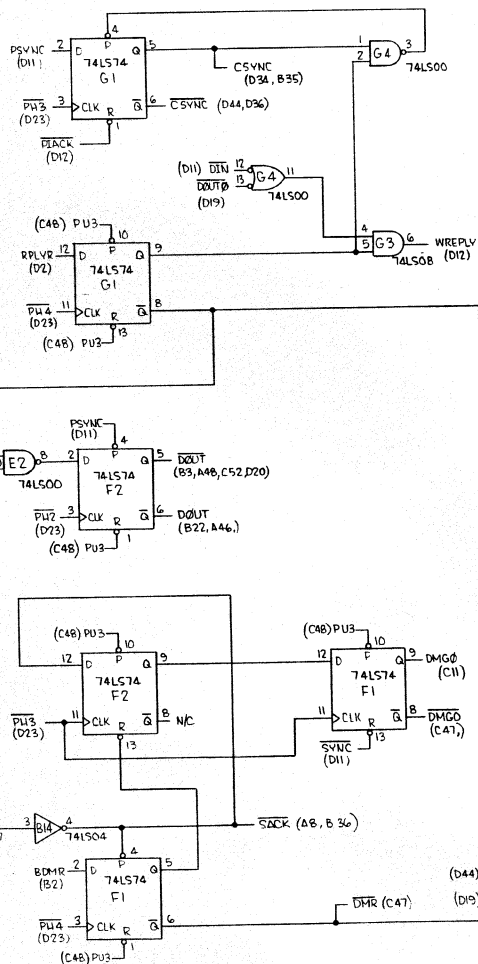 4
PSYNC 2 D P Q 5 1
(D11) 74LS74 G4 3
G1 2 74LS00
CSYNC
(D34, B35)
PH3 3 CLK Q 6 CSYNC (D44, D36)
(D23) R
1
DIACK
(D12)
(D11) DIN 12
DOUTØ 13 G4 11
(D19) 74LS00
(C48) PU3 10
RPLYR 12 D P Q 9 4
(D2) 74LS74 5 G3 6 WREPLY
G1 74LS08 (D12)
PH4 11 CLK Q 8
(D23) R
(C48) PU3 13
PSYNC
(D11) 4
E2 8 2 D P Q 5 DØUT
74LS00 74LS74 (B3, A48, C52, D20)
F2
PH2 3 CLK Q 6 DØUT
(D23) R (B22, A46,)
(C48) PU3 1
(C48) PU3 10 (C48) PU3 10
12 D P Q 9 12 D P Q 9 DMGØ
74LS74 74LS74 (C11)
F2 F1
PH3 11 CLK Q 8 N/C 11 CLK Q 8 DMGO
(D23) R R (C47,)
13 SYNC 13
(D11)
3 B14 4 SACK (A8, B36)
74LS04 4
BDMR 2 D P Q 5
(B2) 74LS74
F1
PH4 3 CLK Q 6 DMR (C47)
(D23) R
(C48) PU3 1
(D44)
(D19)